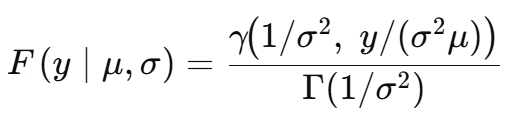 F(y | μ, σ) = γ(1/σ², y/(σ²μ)) / Γ(1/σ²)